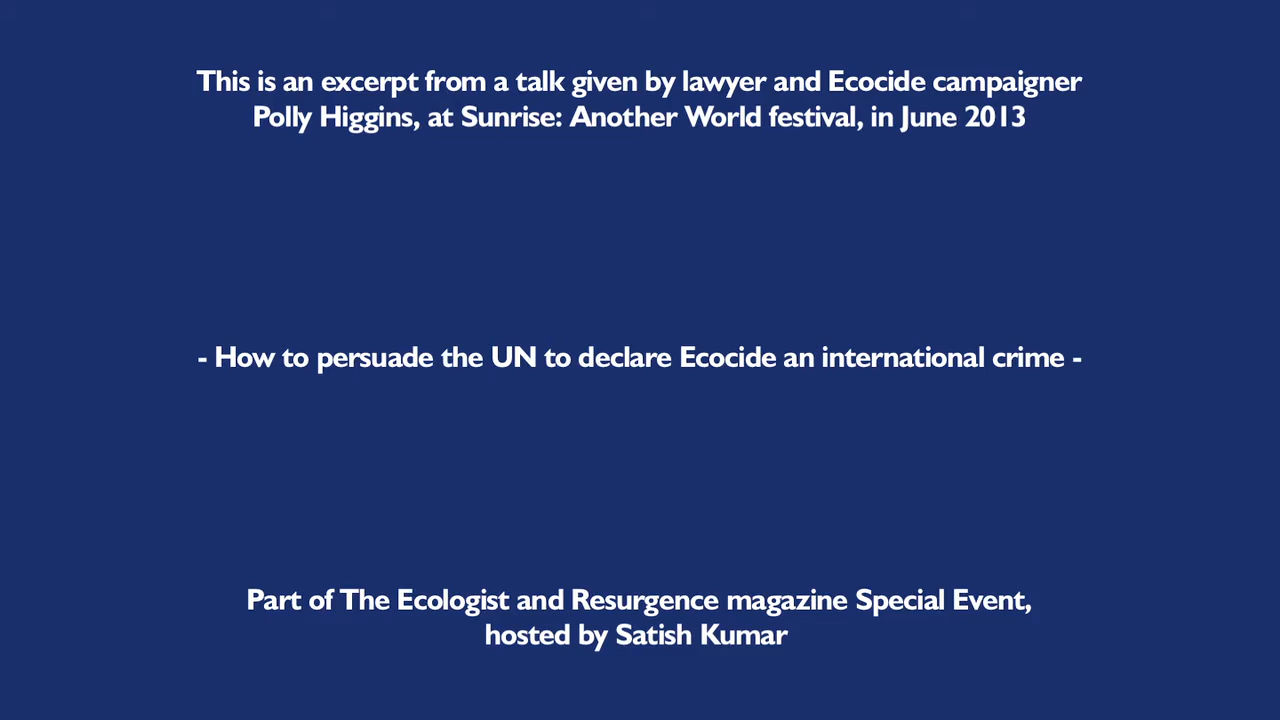 This is an excerpt from a talk given by lawyer and Ecocide campaigner
Polly Higgins, at Sunrise: Another World festival, in June 2013
- How to persuade the UN to declare Ecocide an international crime -
Part of The Ecologist and Resurgence magazine Special Event,
hosted by Satish Kumar